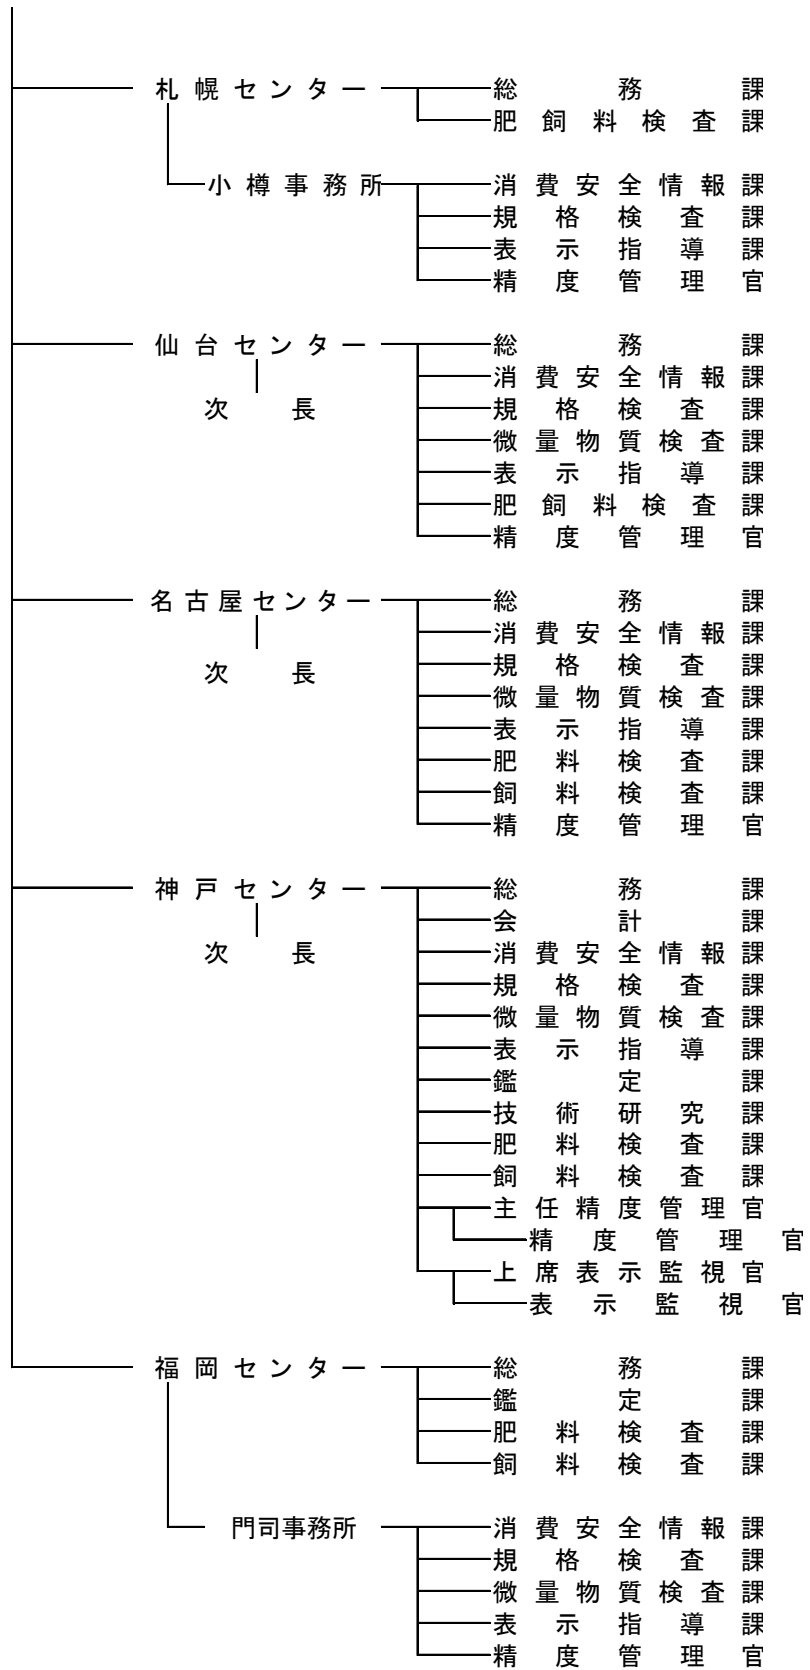 札幌センター 総務課
肥飼料検査課
小樽事務所 消費安全情報課
規格検査課
表示指導課
精度管理官
仙台センター 総務課
消費安全情報課
次長 規格検査課
微量物質検査課
表示指導課
肥飼料検査課
精度管理官
名古屋センター 総務課
消費安全情報課
次長 規格検査課
微量物質検査課
表示指導課
肥料検査課
飼料検査課
精度管理官
神戸センター 総務課
会計課
次長 消費安全情報課
規格検査課
微量物質検査課
表示指導課
鑑定課
技術研究課
肥料検査課
飼料検査課
主任精度管理官
精度管理官
上席表示監視官
表示監視官
福岡センター 総務課
鑑定課
肥料検査課
飼料検査課
門司事務所 消費安全情報課
規格検査課
微量物質検査課
表示指導課
精度管理官